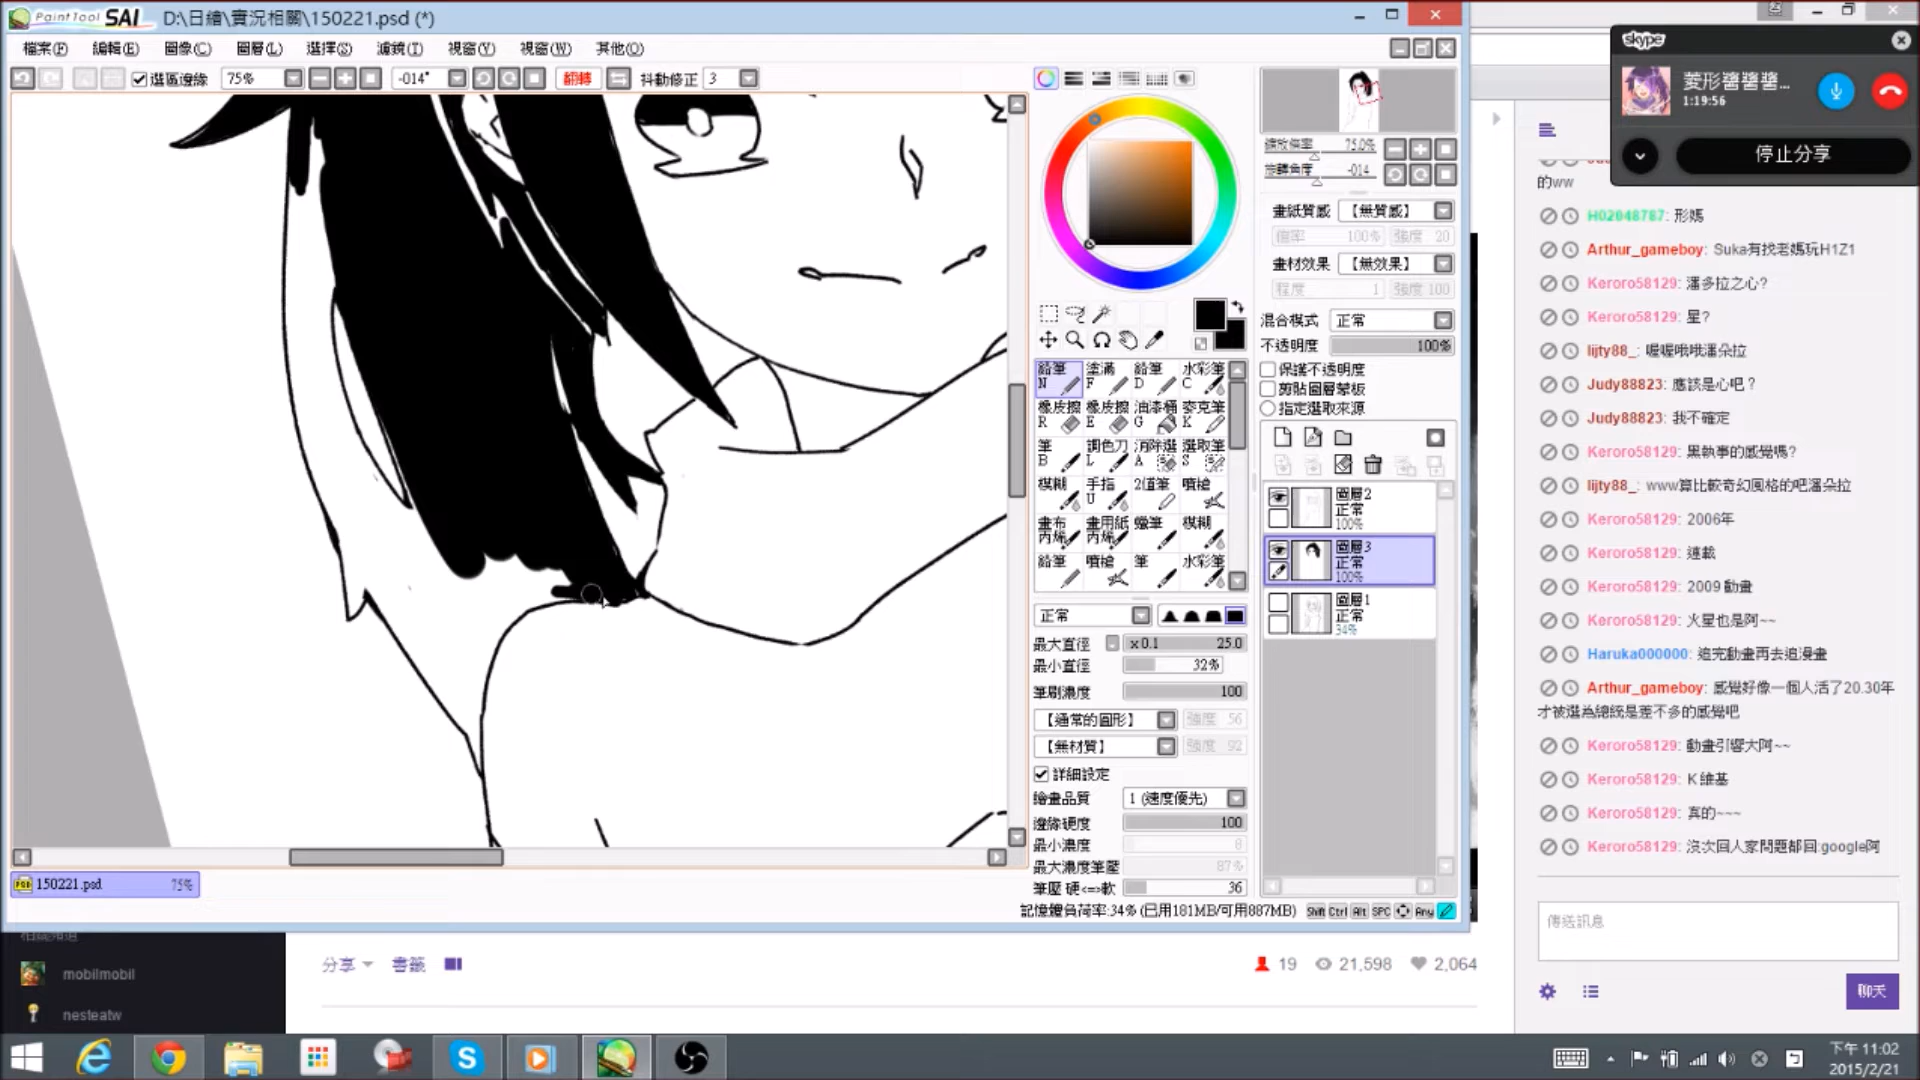 PaintTool SAI D:\日繪\實況相關\150221.psd (*)
檔案(F) 編輯(E) 圖像(C) 圖層(L) 選擇(S) 濾鏡(T) 視窗(V) 視窗(W) 其他(O)
選區邊緣 75% -014° 翻轉 抖動修正 3
縮放倍率 75.0%
旋轉角度 -014
畫紙質感 【無質感】
倍率 100% 強度 20
畫材效果 【無效果】
程度 1 強度 100
混合模式 正常
不透明度 100%
保護不透明度
剪貼圖層蒙板
指定選取來源
鉛筆 N 塗滿 F 鉛筆 D 水彩筆 C
橡皮擦 R 橡皮擦 E 油漆桶 G 麥克筆 K
筆 B 調色刀 L 消除選 A 選取筆 S
模糊 手指 U 2值筆 噴槍
畫布 丙烯 畫用紙 丙烯 蠟筆 模糊
鉛筆 噴槍 筆 水彩筆
圖層2
正常
100%
圖層3
正常
100%
圖層1
正常
34%
正常
最大直徑 x 0.1 25.0
最小直徑 32%
筆刷濃度 100
【通常的圓形】 強度 56
【無材質】 強度 92
詳細設定
繪畫品質 1 (速度優先)
邊緣硬度 100
最小濃度 8
最大濃度筆壓 87%
筆壓 硬<=>軟 36
記憶體負荷率:34% (已用181MB/可用887MB) Shift Ctrl Alt SPC Any
150221.psd 75%
skype
菱形醬醬醬...
1:19:56
停止分享
的ww
H02048787: 形媽
Arthur_gameboy: Suka有找老媽玩H1Z1
Keroro58129: 潘多拉之心?
Keroro58129: 星?
lijty88_: 喔喔哦哦潘朵拉
Judy88823: 應該是心吧？
Judy88823: 我不確定
Keroro58129: 黑執事的感覺嗎?
lijty88_: www算比較奇幻風格的吧潘朵拉
Keroro58129: 2006年
Keroro58129: 連載
Keroro58129: 2009 動畫
Keroro58129: 火星也是阿~~
Haruka000000: 追完動畫再去追漫畫
Arthur_gameboy: 感覺好像一個人活了20.30年
才被選為總統是差不多的感覺吧
Keroro58129: 動畫引響大阿~~
Keroro58129: K 維基
Keroro58129: 真的~~~
Keroro58129: 沒次回人家問題都回:google阿
傳送訊息
聊天
相關頻道
mobilmobil
nesteatw
分享 書籤
19 21,598 2,064
下午 11:02
2015/2/21